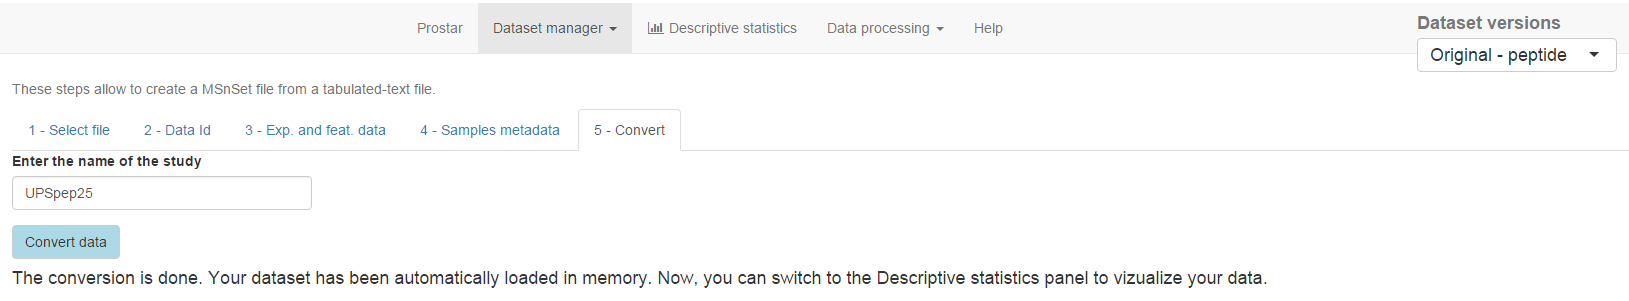 Prostar Dataset manager Descriptive statistics Data processing Help
Dataset versions
Original - peptide
These steps allow to create a MSnSet file from a tabulated-text file.
1 - Select file 2 - Data Id 3 - Exp. and feat. data 4 - Samples metadata 5 - Convert
Enter the name of the study
UPSpep25
Convert data
The conversion is done. Your dataset has been automatically loaded in memory. Now, you can switch to the Descriptive statistics panel to vizualize your data.